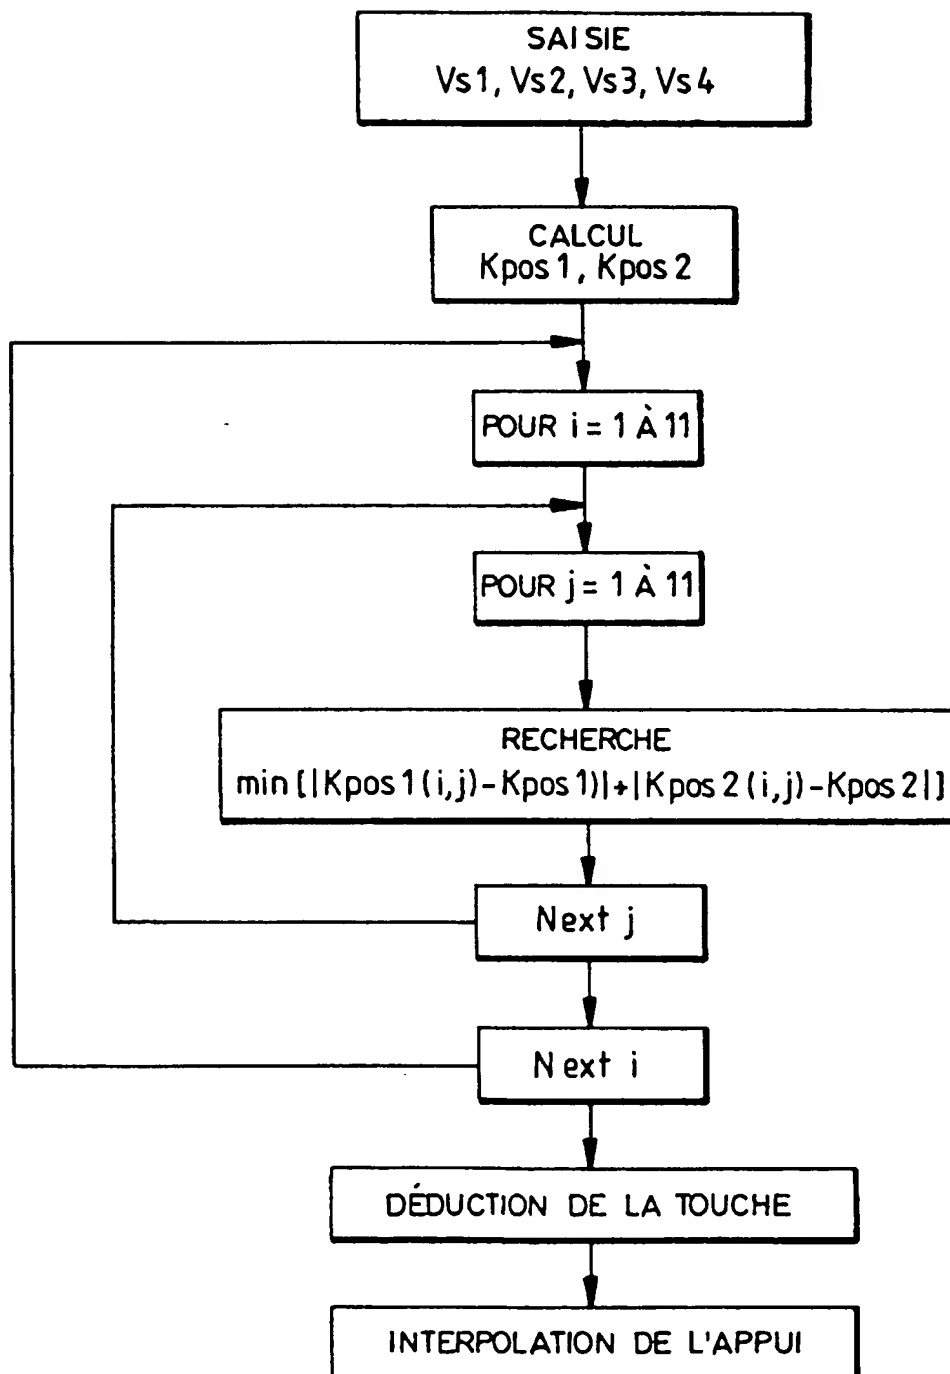 SAISIE
Vs1, Vs2, Vs3, Vs4
CALCUL
Kpos1, Kpos2
POUR i = 1 À 11
POUR j = 1 À 11
RECHERCHE
min[|Kpos1(i,j)-Kpos1)|+|Kpos2(i,j)-Kpos2|]
Next j
Next i
DÉDUCTION DE LA TOUCHE
INTERPOLATION DE L'APPUI